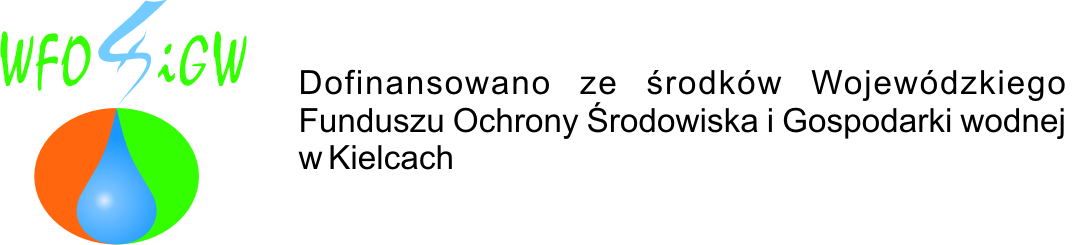 WFOŚiGW
Dofinansowano ze środków Wojewódzkiego
Funduszu Ochrony Środowiska i Gospodarki wodnej
w Kielcach